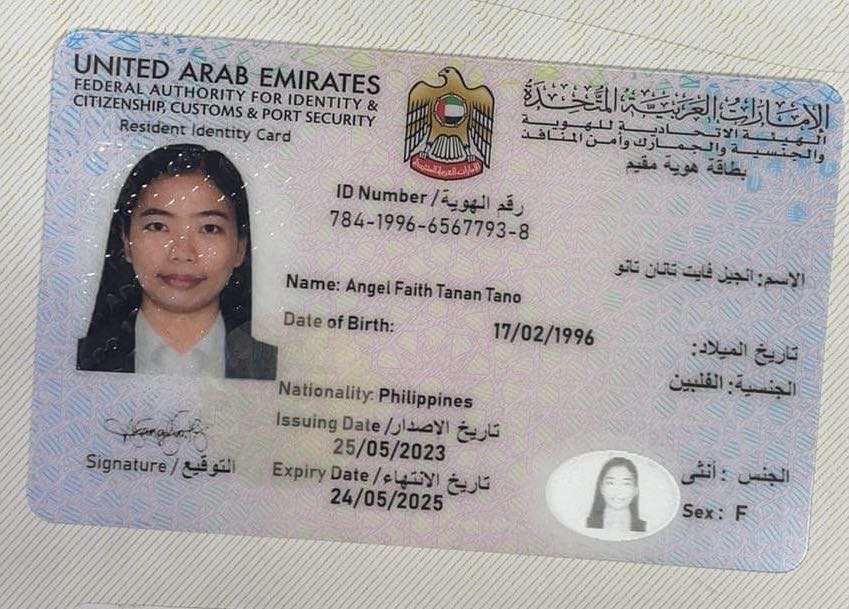 UNITED ARAB EMIRATES
FEDERAL AUTHORITY FOR IDENTITY &
CITIZENSHIP, CUSTOMS & PORT SECURITY
Resident Identity Card
الإمارات العربية المتحدة
الهيئة الاتحادية للهوية
والجنسية والجمارك وأمن المنافذ
بطاقة هوية مقيم
ID Number / رقم الهوية
784-1996-6567793-8
الاسم: انجيل فايت تانان تانو
Name: Angel Faith Tanan Tano
Date of Birth: 17/02/1996
تاريخ الميلاد:
الجنسية: الفلبين
Nationality: Philippines
Issuing Date / تاريخ الاصدار
25/05/2023
Expiry Date / تاريخ الانتهاء
24/05/2025
Signature / التوقيع
الجنس : أنثى
Sex : F